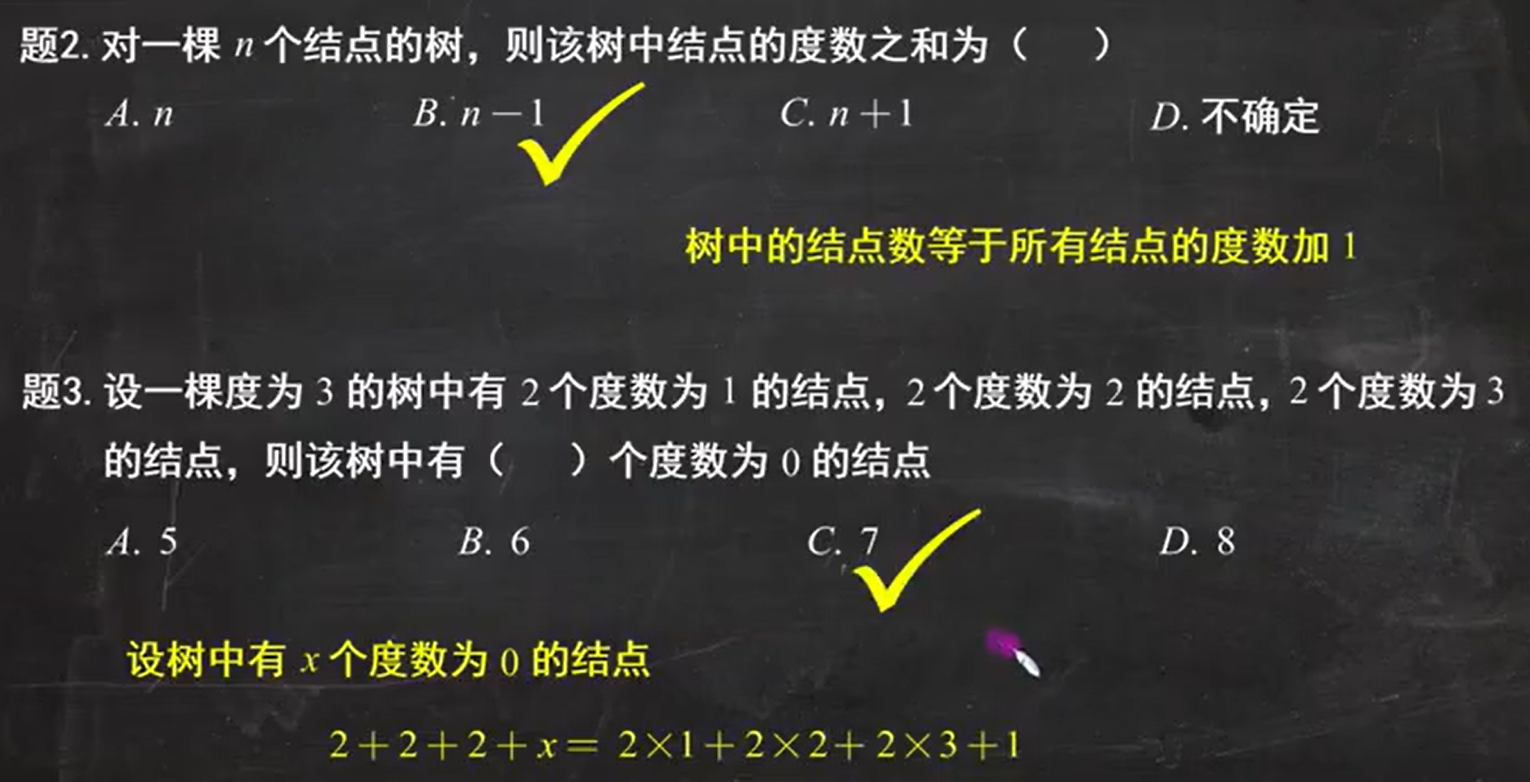 题2. 对一棵 n 个结点的树，则该树中结点的度数之和为（ ）
A. n B. n－1 C. n＋1 D. 不确定
树中的结点数等于所有结点的度数加 1
题3. 设一棵度为 3 的树中有 2 个度数为 1 的结点，2 个度数为 2 的结点，2 个度数为 3
的结点，则该树中有（ ）个度数为 0 的结点
A. 5 B. 6 C. 7 D. 8
设树中有 x 个度数为 0 的结点
2＋2＋2＋x＝ 2×1＋2×2＋2×3＋1